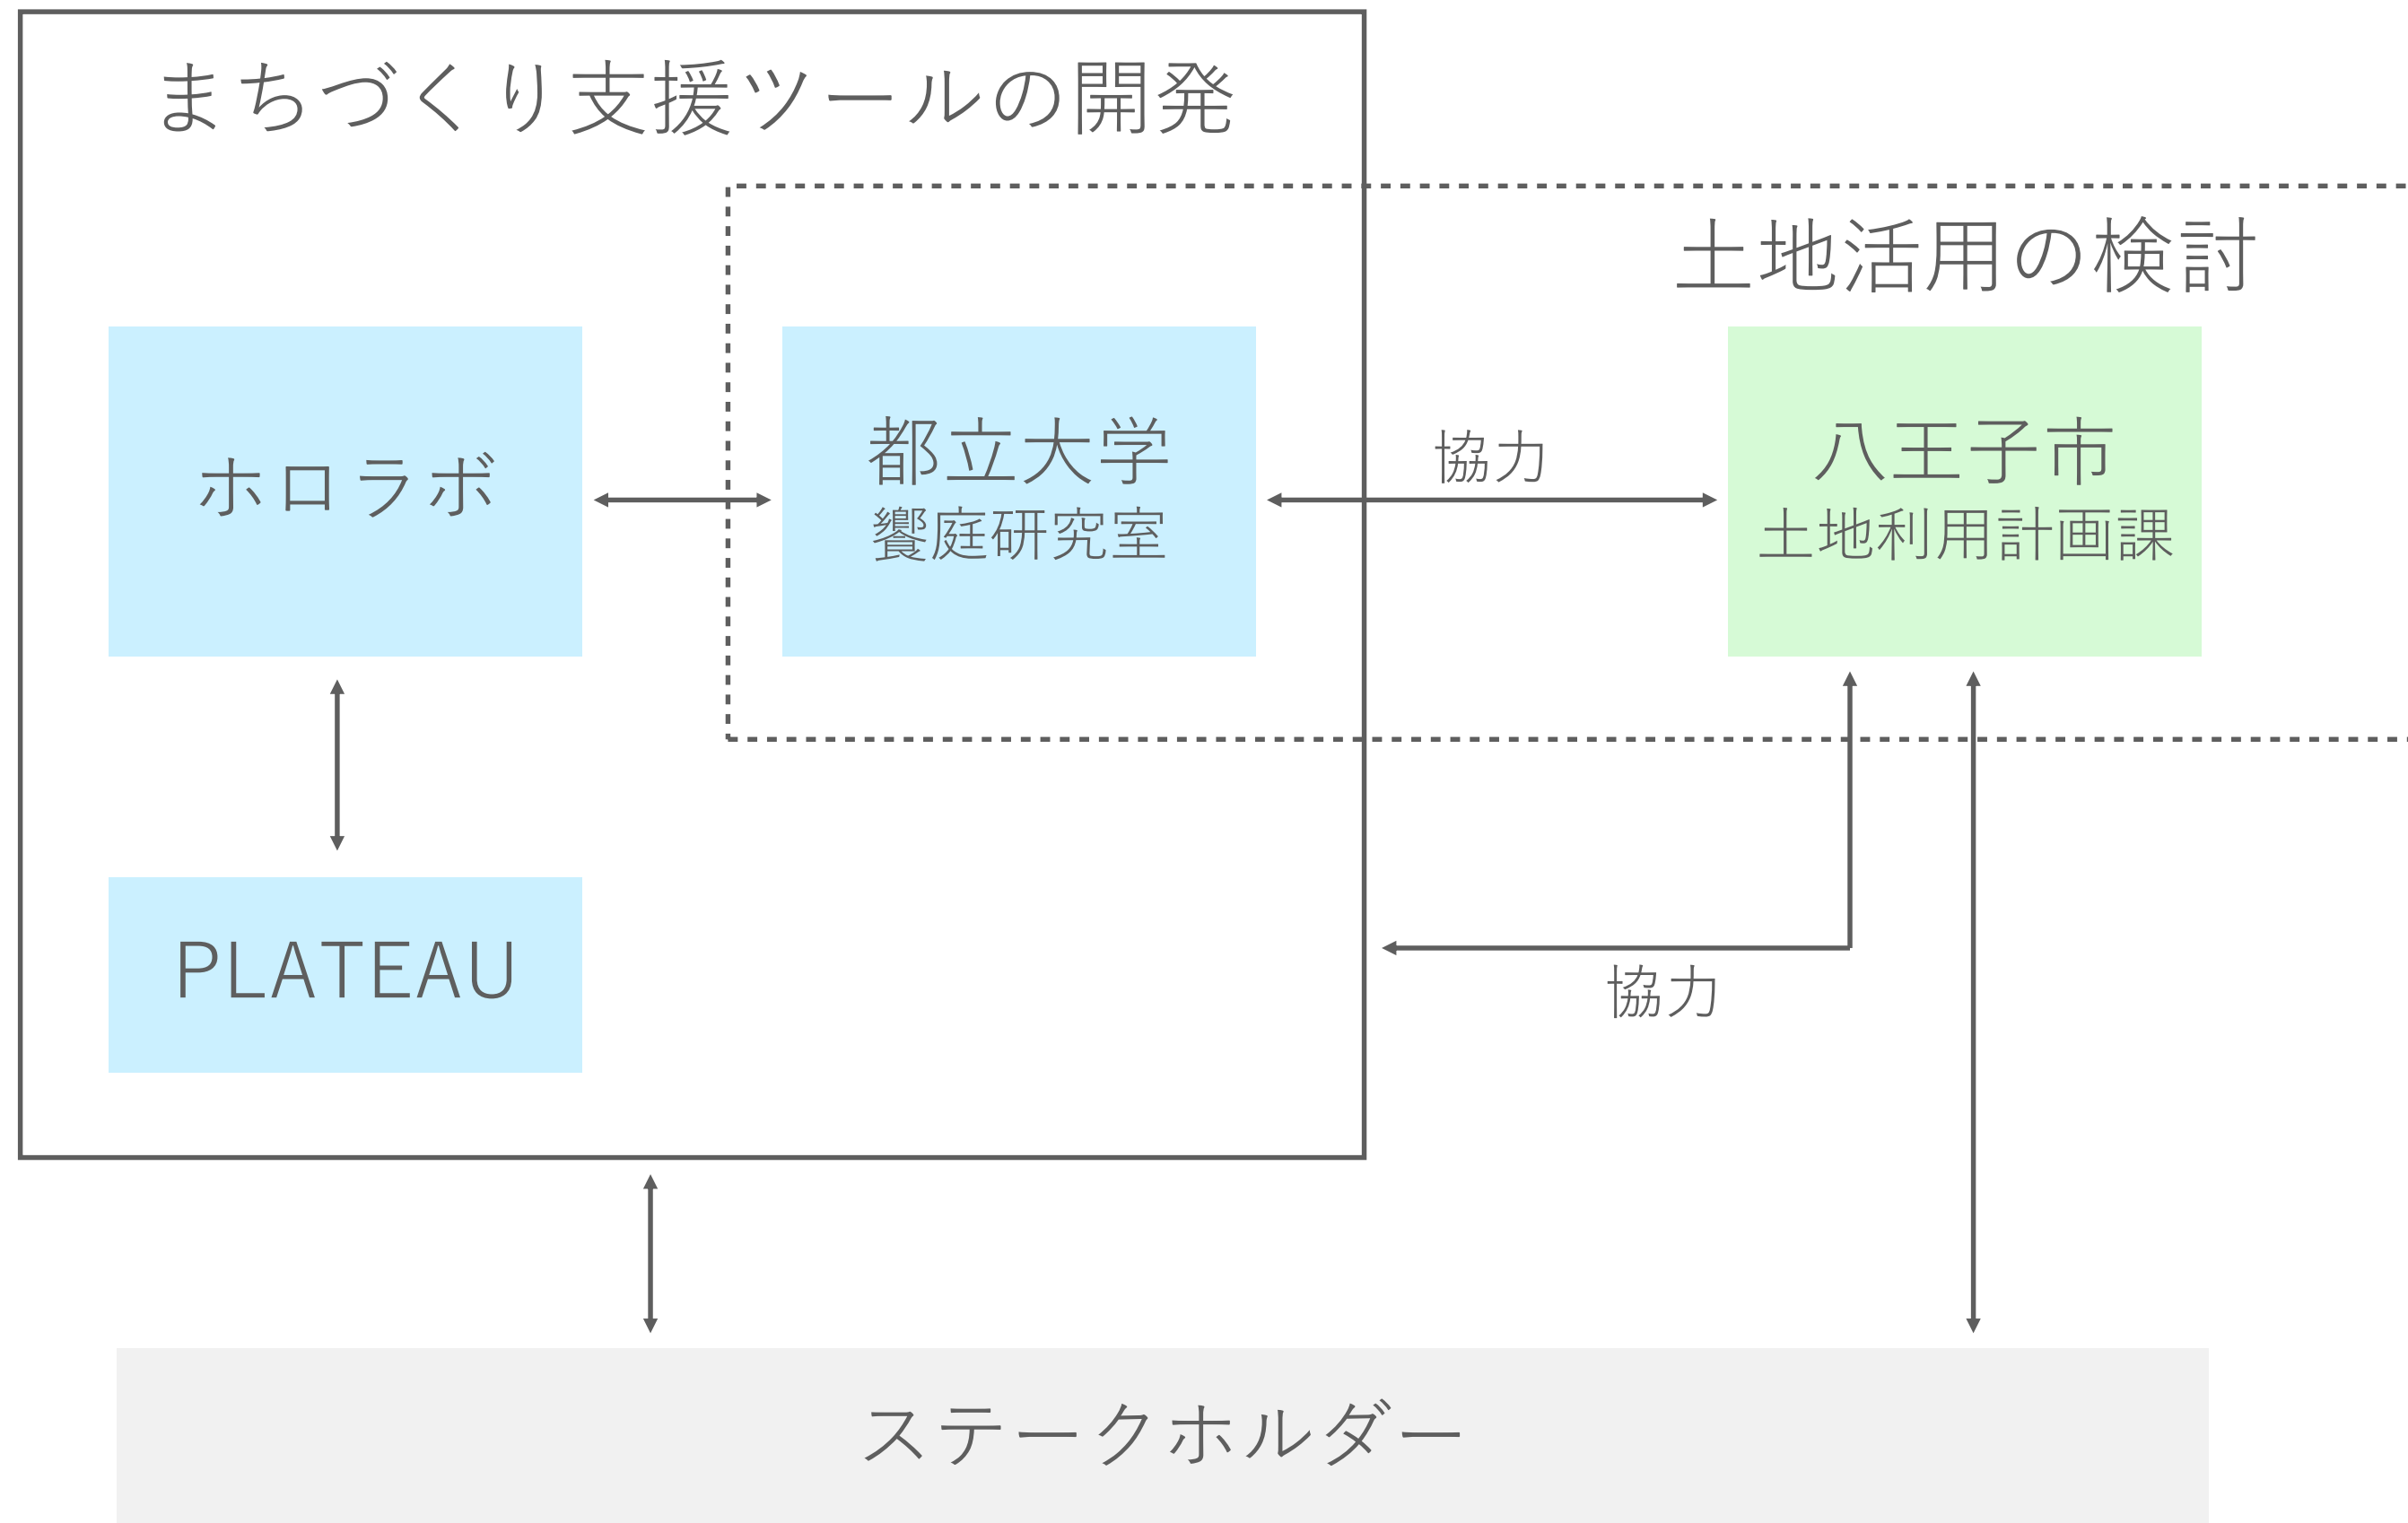 まちづくり支援ツールの開発
土地活用の検討
ホロラボ
都立大学
饗庭研究室
協力
八王子市
土地利用計画課
PLATEAU
協力
ステークホルダー